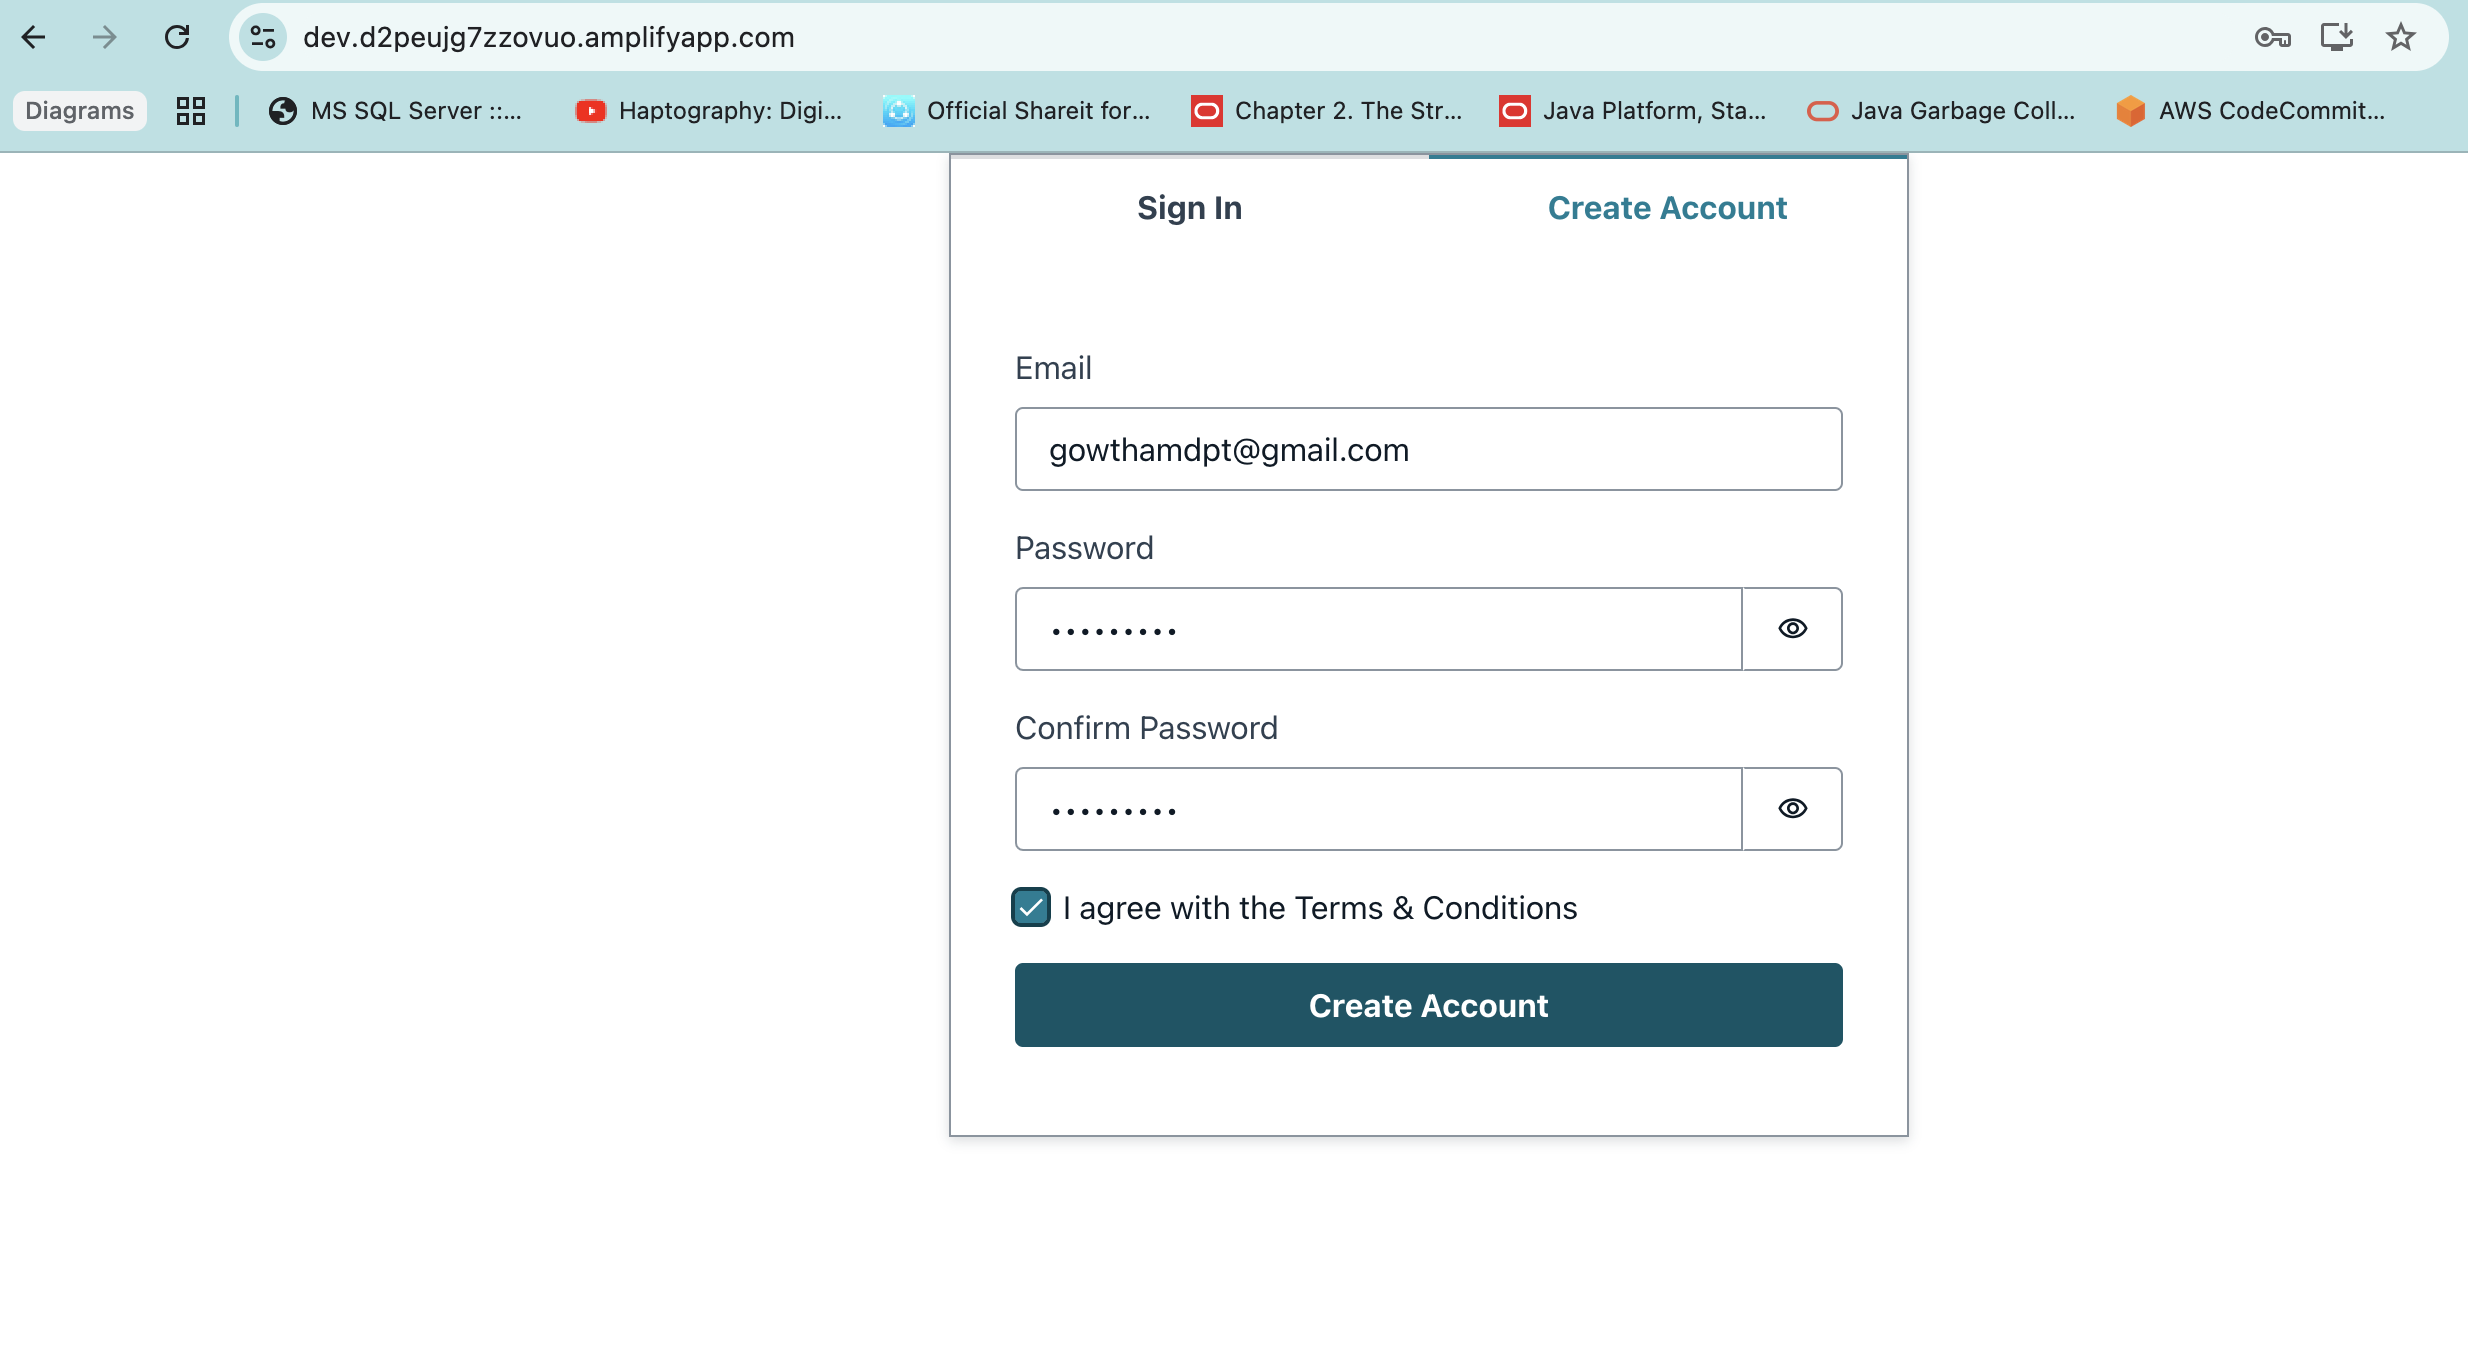 dev.d2peujg7zzovuo.amplifyapp.com
Diagrams MS SQL Server ::... Haptography: Digi... Official Shareit for... Chapter 2. The Str... Java Platform, Sta... Java Garbage Coll... AWS CodeCommit...
Sign In Create Account
Email
gowthamdpt@gmail.com
Password
•••••••••
Confirm Password
•••••••••
I agree with the Terms & Conditions
Create Account